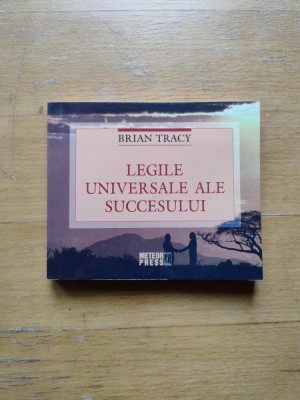 BRIAN TRACY
LEGILE
UNIVERSALE ALE
SUCCESULUI
METEOR
PRESS